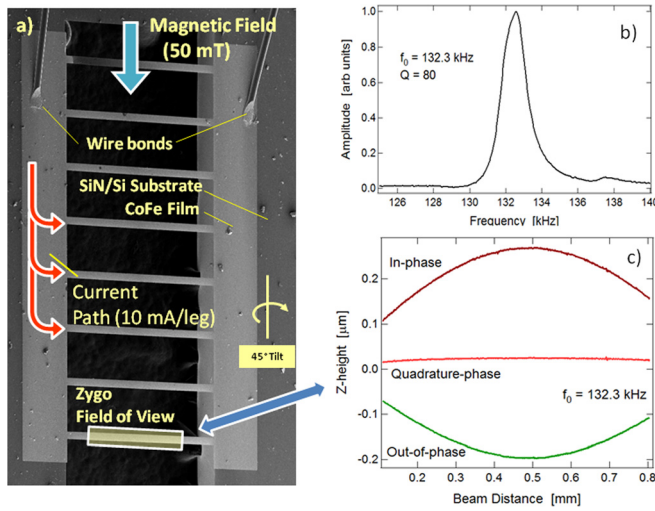 a)
Magnetic Field
(50 mT)
Wire bonds
SiN/Si Substrate
CoFe Film
Current
Path (10 mA/leg)
45° Tilt
Zygo
Field of View
b)
f₀ = 132.3 kHz
Q = 80
Amplitude [arb units]
1.0
0.8
0.6
0.4
0.2
0.0
126
128
130
132
134
136
138
140
Frequency [kHz]
c)
In-phase
Quadrature-phase
f₀ = 132.3 kHz
Out-of-phase
Z-height [μm]
0.2
0.1
0.0
-0.1
-0.2
0.1
0.2
0.3
0.4
0.5
0.6
0.7
0.8
Beam Distance [mm]